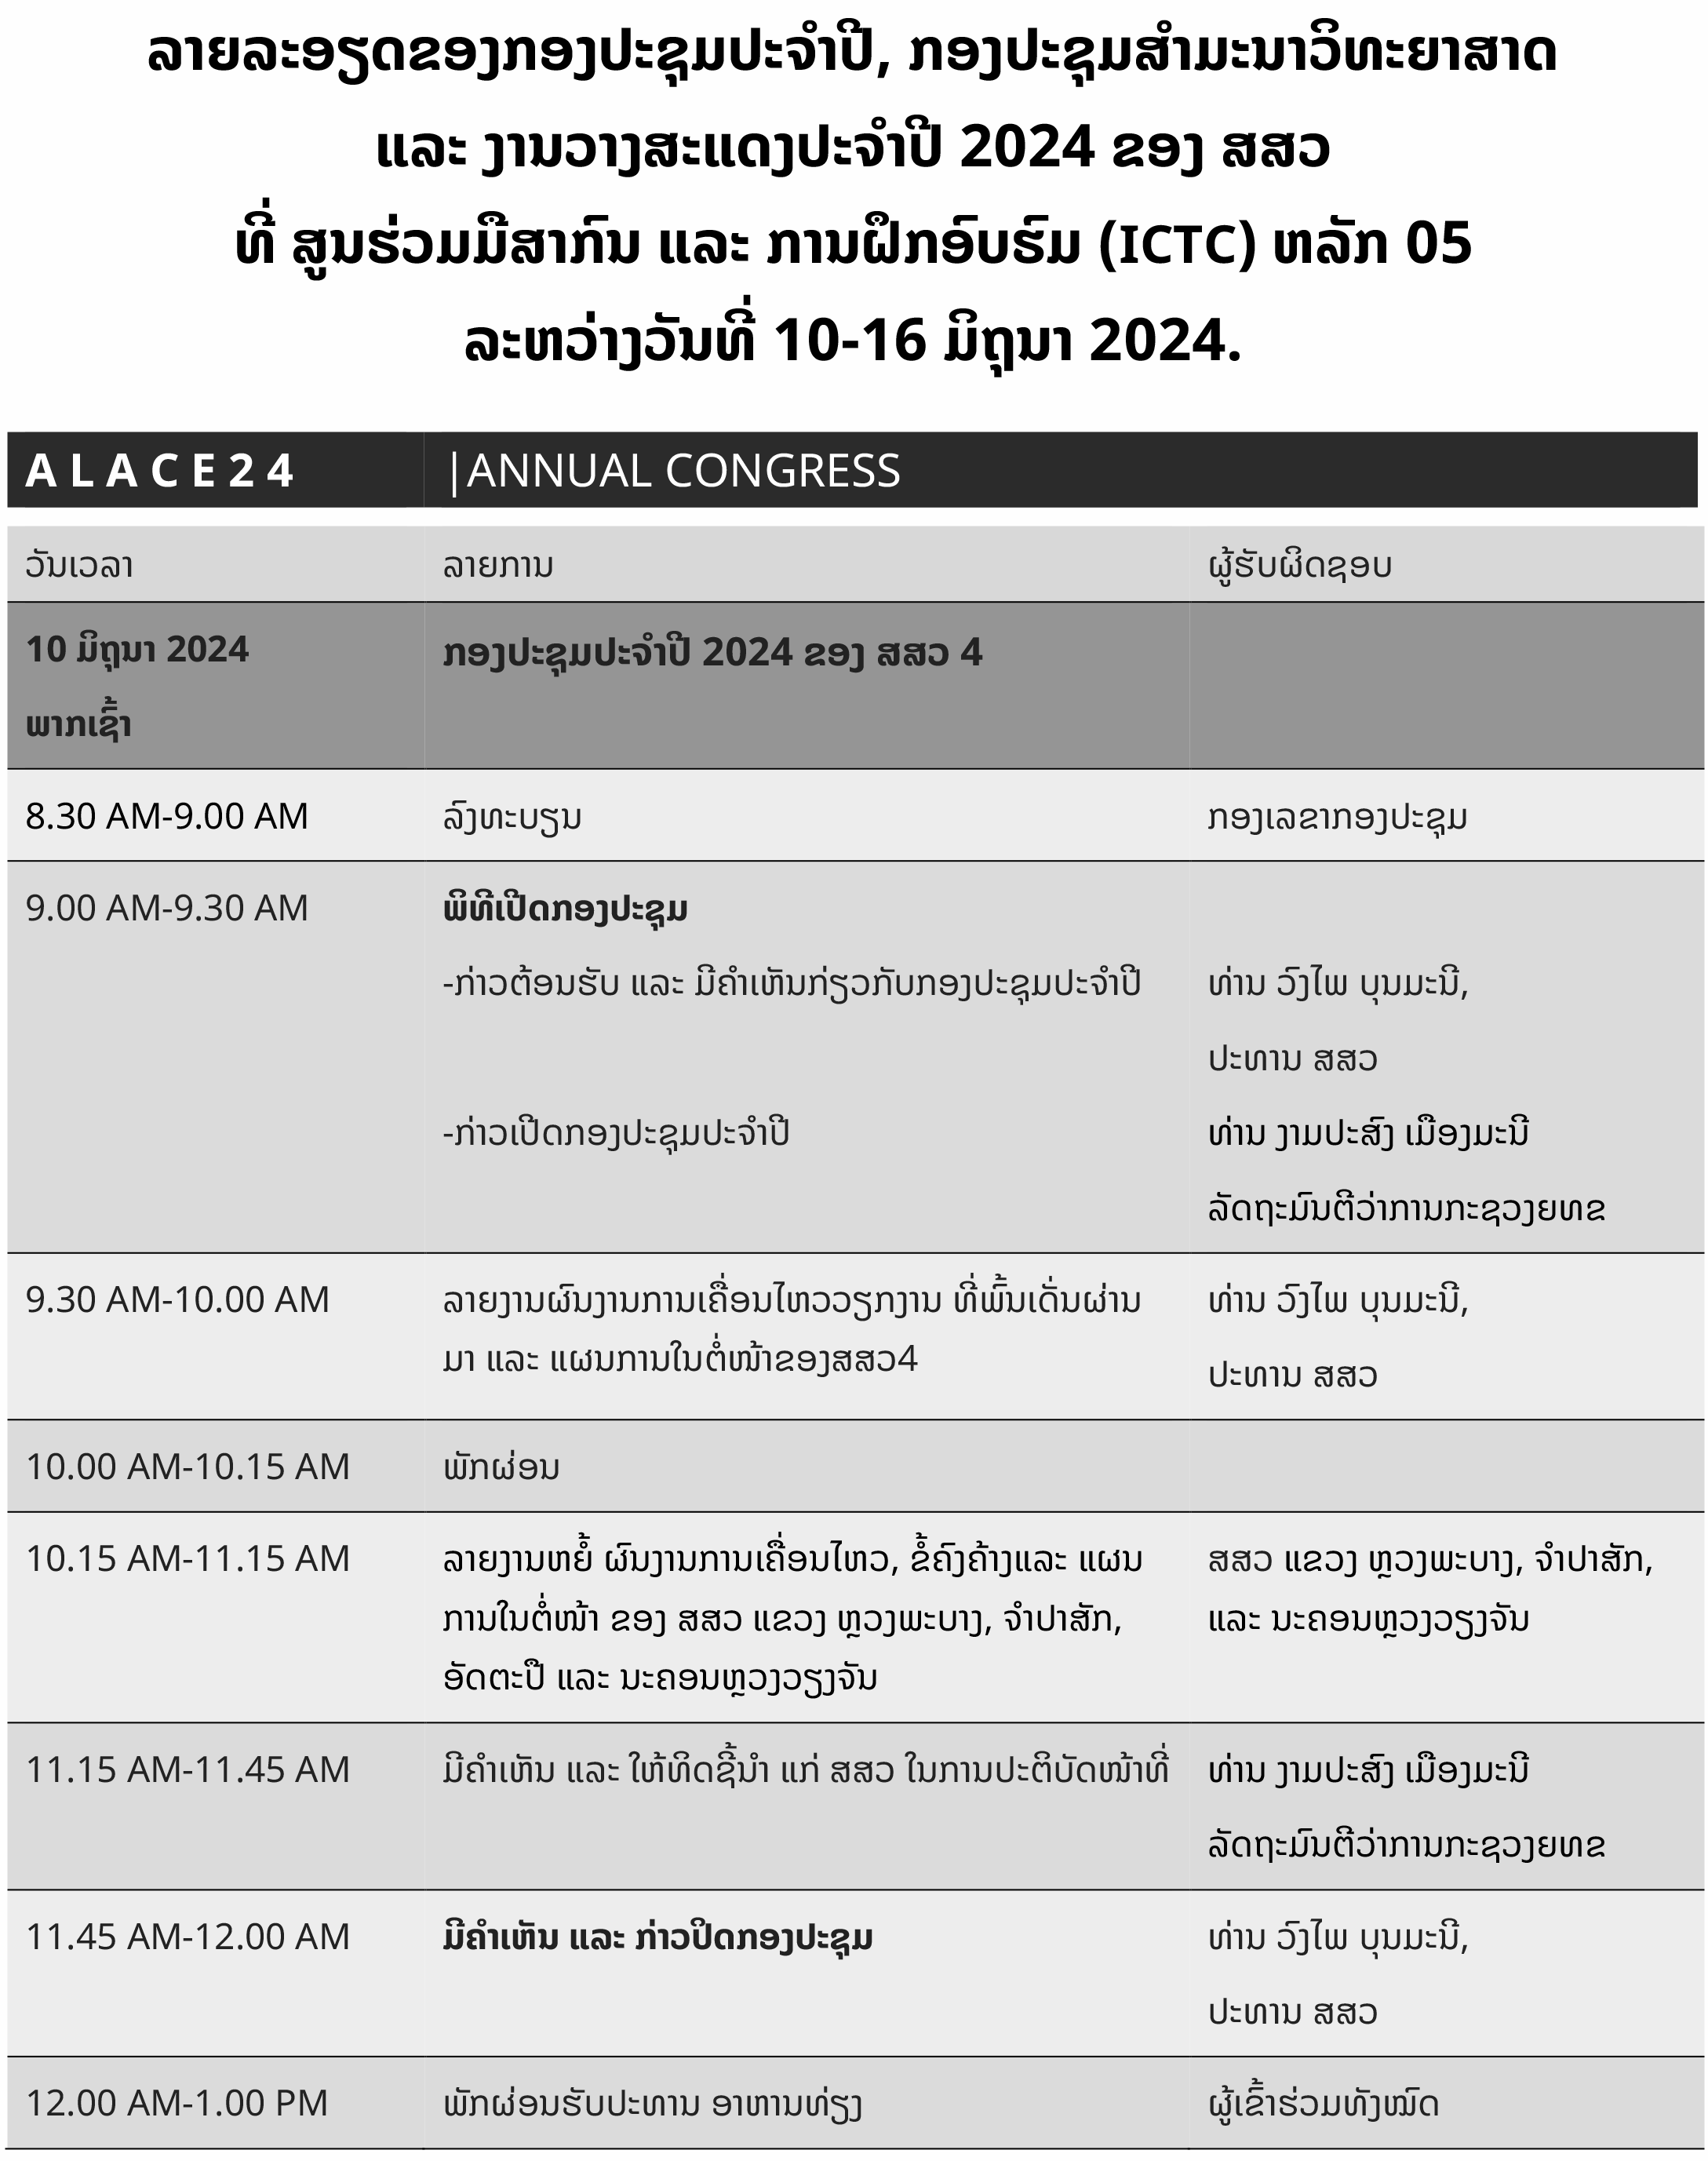 ລາຍລະອຽດຂອງກອງປະຊຸມປະຈຳປີ, ກອງປະຊຸມສຳມະນາວິທະຍາສາດ
ແລະ ງານວາງສະແດງປະຈຳປີ 2024 ຂອງ ສສວ
ທີ່ ສູນຮ່ວມມືສາກົນ ແລະ ການຝຶກອົບຮົມ (ICTC) ຫລັກ 05
ລະຫວ່າງວັນທີ່ 10-16 ມິຖຸນາ 2024.
ALACE24 |ANNUAL CONGRESS
ວັນເວລາ ລາຍການ ຜູ້ຮັບຜິດຊອບ
10 ມິຖຸນາ 2024 ກອງປະຊຸມປະຈຳປີ 2024 ຂອງ ສສວ 4
ພາກເຊົ້າ
8.30 AM-9.00 AM ລົງທະບຽນ ກອງເລຂາກອງປະຊຸມ
9.00 AM-9.30 AM ພິທີເປີດກອງປະຊຸມ
-ກ່າວຕ້ອນຮັບ ແລະ ມີຄຳເຫັນກ່ຽວກັບກອງປະຊຸມປະຈຳປີ ທ່ານ ວົງໄພ ບຸນມະນີ,
ປະທານ ສສວ
-ກ່າວເປີດກອງປະຊຸມປະຈຳປີ ທ່ານ ງາມປະສົງ ເມືອງມະນີ
ລັດຖະມົນຕີວ່າການກະຊວງຍທຂ
9.30 AM-10.00 AM ລາຍງານຜົນງານການເຄື່ອນໄຫວວຽກງານ ທີ່ພົ້ນເດັ່ນຜ່ານ ທ່ານ ວົງໄພ ບຸນມະນີ,
ມາ ແລະ ແຜນການໃນຕໍ່ໜ້າຂອງສສວ4 ປະທານ ສສວ
10.00 AM-10.15 AM ພັກຜ່ອນ
10.15 AM-11.15 AM ລາຍງານຫຍໍ້ ຜົນງານການເຄື່ອນໄຫວ, ຂໍ້ຄົງຄ້າງແລະ ແຜນ ສສວ ແຂວງ ຫຼວງພະບາງ, ຈຳປາສັກ,
ການໃນຕໍ່ໜ້າ ຂອງ ສສວ ແຂວງ ຫຼວງພະບາງ, ຈຳປາສັກ, ແລະ ນະຄອນຫຼວງວຽງຈັນ
ອັດຕະປື ແລະ ນະຄອນຫຼວງວຽງຈັນ
11.15 AM-11.45 AM ມີຄຳເຫັນ ແລະ ໃຫ້ທິດຊີ້ນຳ ແກ່ ສສວ ໃນການປະຕິບັດໜ້າທີ່ ທ່ານ ງາມປະສົງ ເມືອງມະນີ
ລັດຖະມົນຕີວ່າການກະຊວງຍທຂ
11.45 AM-12.00 AM ມີຄຳເຫັນ ແລະ ກ່າວປິດກອງປະຊຸມ ທ່ານ ວົງໄພ ບຸນມະນີ,
ປະທານ ສສວ
12.00 AM-1.00 PM ພັກຜ່ອນຮັບປະທານ ອາຫານທ່ຽງ ຜູ້ເຂົ້າຮ່ວມທັງໝົດ